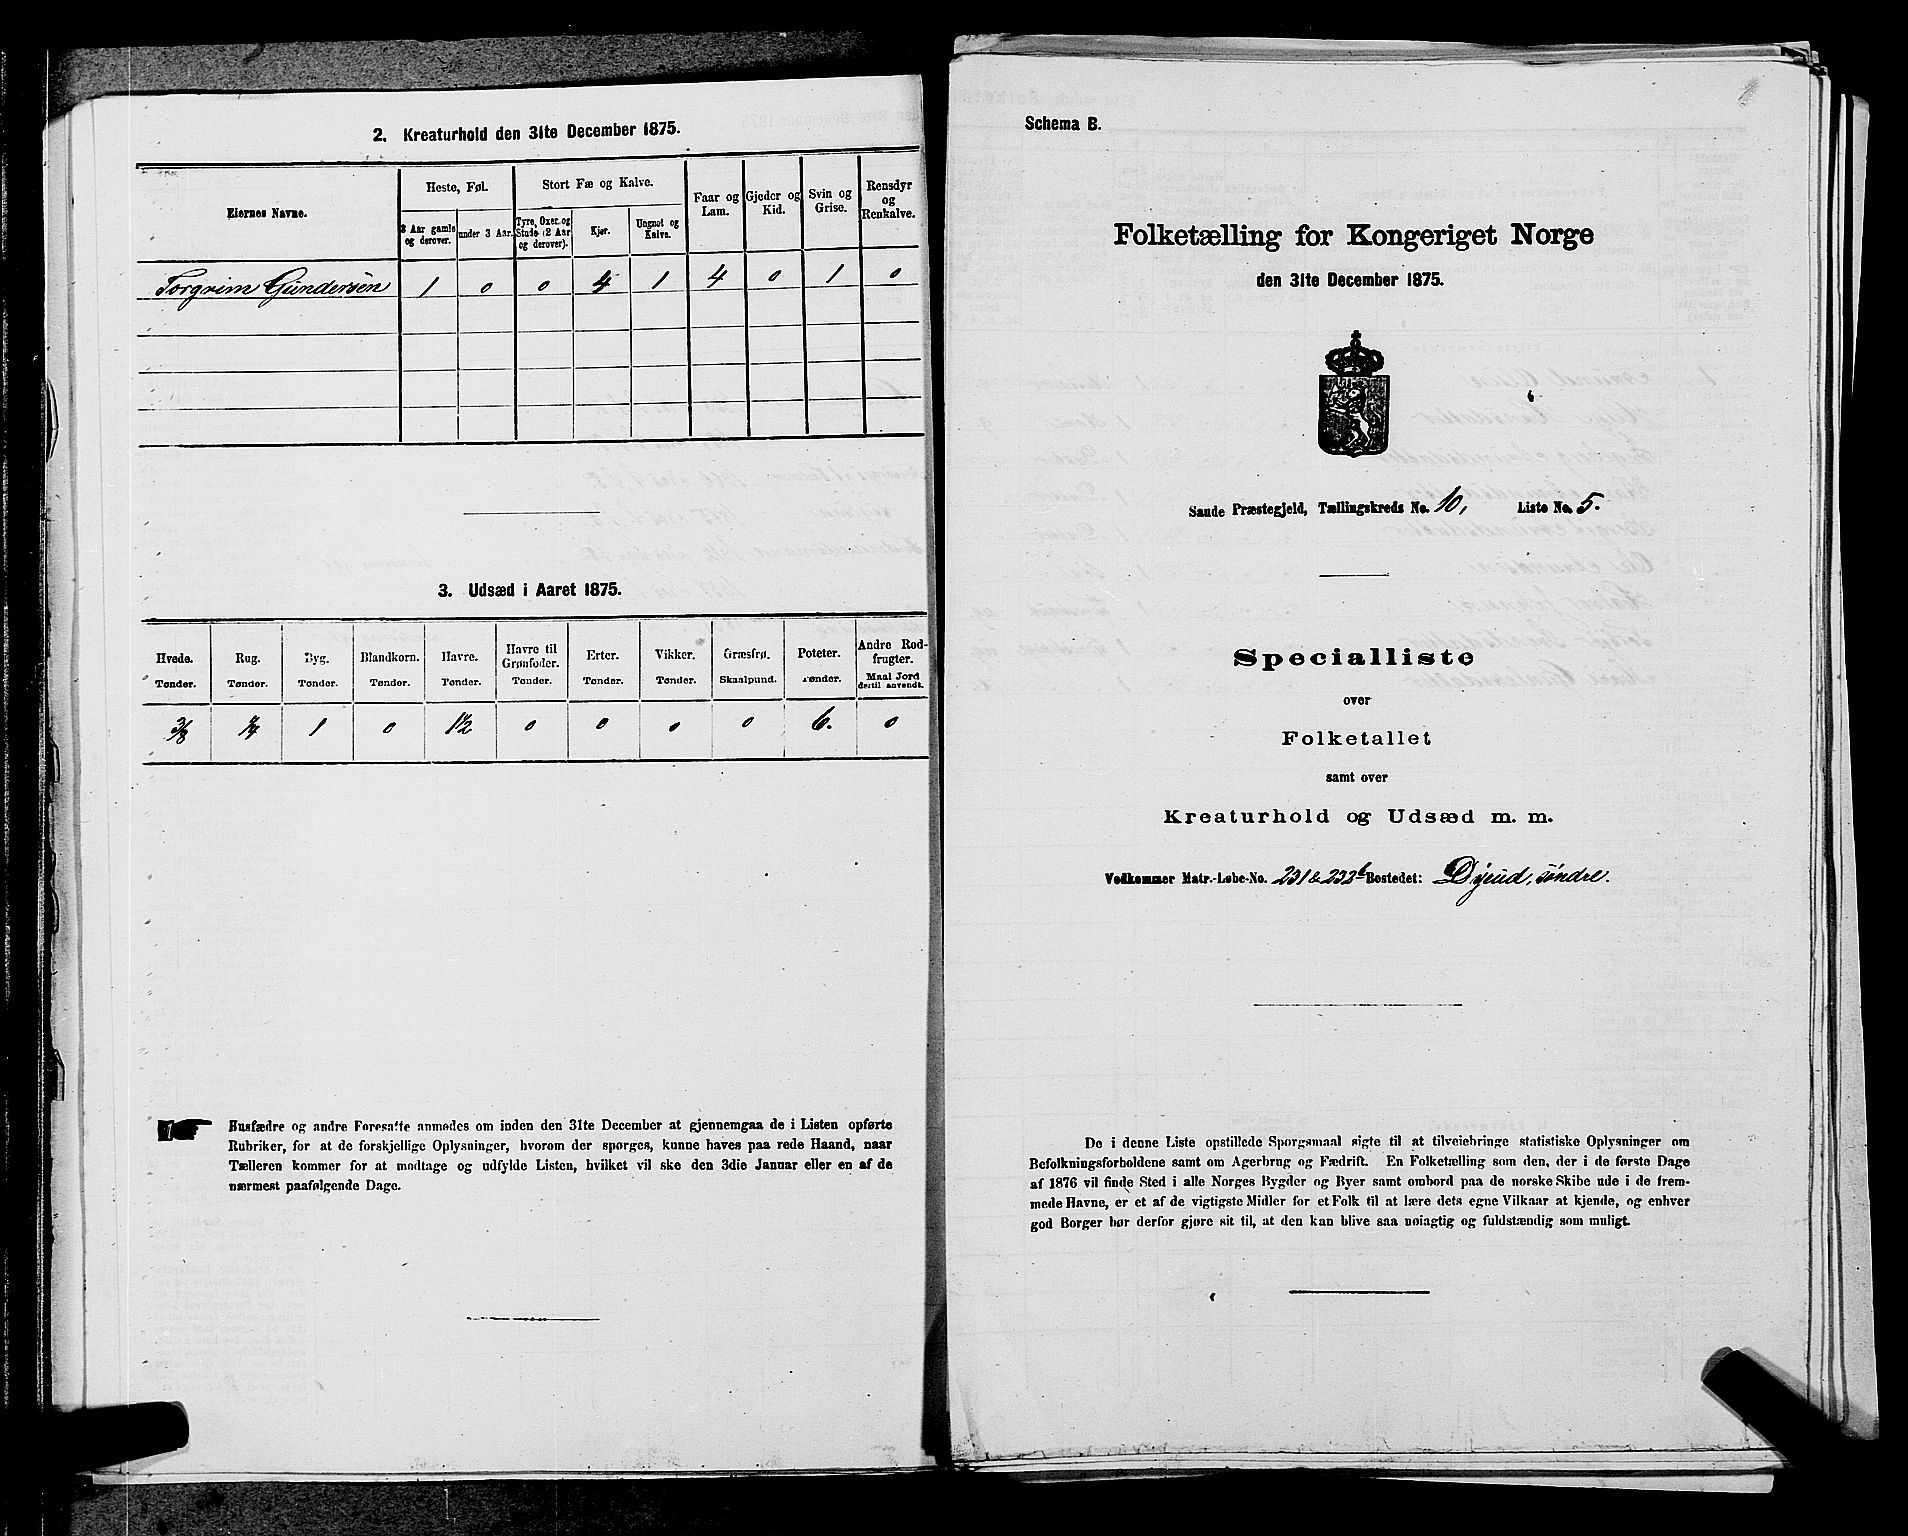 2. Kreaturhold den 31te December 1875.
Eiernes Navne.
Heste, Føl.
Stort Fæ og Kalve.
Faar og Lam.
Gjeder og Kid.
Svin og Grise.
Rensdyr og Renkalve.
3 Aar gamle og derover.
under 3 Aar.
Tyre, Oxer og Stude (2 Aar og derover).
Kjør.
Ungnøt og Kalve.
Torgrim Gundersen 1 0 0 4 1 4 0 1 0
3. Udsæd i Aaret 1875.
Hvede. Rug. Byg. Blandkorn. Havre. Havre til Grønfoder. Erter. Vikker. Græsfrø. Poteter. Andre Rodfrugter.
Tønder. Tønder. Tønder. Tønder. Tønder. Tønder. Tønder. Tønder. Skaalpund. Tønder. Maal Jord dertil anvendt.
3/8 1/4 1 0 1½ 0 0 0 0 6. 0
Husfædre og andre Foresatte anmodes om inden den 31te December at gjennemgaa de i Listen opførte
Rubriker, for at de forskjellige Oplysninger, hvorom der spørges, kunne haves paa rede Haand, naar
Tælleren kommer for at modtage og udfylde Listen, hvilket vil ske den 3die Januar eller en af de
nærmest paafølgende Dage.
Schema B.
Folketælling for Kongeriget Norge
den 31te December 1875.
Saude Præstegjeld, Tællingskreds No. 10, Liste No. 5.
Specialliste
over
Folketallet
samt over
Kreaturhold og Udsæd m. m.
Vedkommer Matr.-Løbe-No. 231 & 232b Bostedet: Dyrud, søndre.
De i denne Liste opstillede Spørgsmaal sigte til at tilveiebringe statistiske Oplysninger om
Befolkningsforholdene samt om Agerbrug og Fædrift. En Folketælling som den, der i de første Dage
af 1876 vil finde Sted i alle Norges Bygder og Byer samt ombord paa de norske Skibe ude i de frem-
mede Havne, er et af de vigtigste Midler for et Folk til at lære dets egne Vilkaar at kjende, og enhver
god Borger bør derfor gjøre sit til, at den kan blive saa nøiagtig og fuldstændig som muligt.